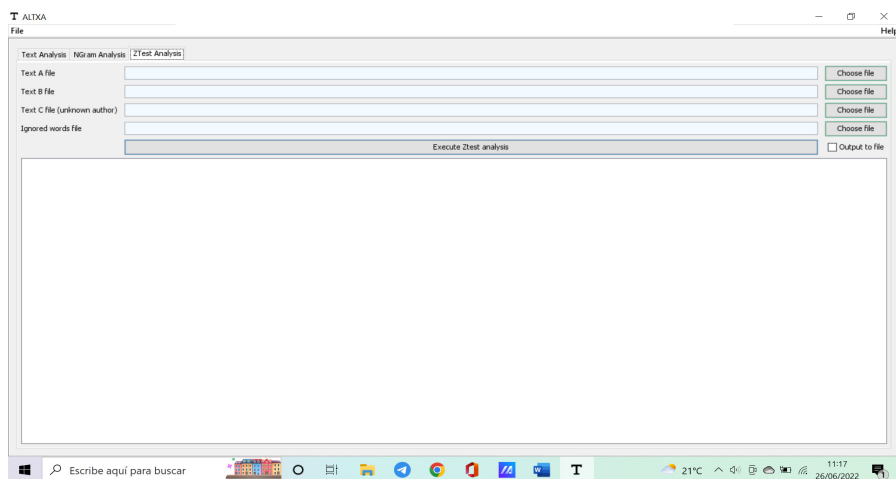 T ALTXA
File Help
Text Analysis NGram Analysis ZTest Analysis
Text A file Choose file
Text B file Choose file
Text C file (unknown author) Choose file
Ignored words file Choose file
Execute Ztest analysis Output to file
Escribe aquí para buscar W T 21°C 11:17
26/06/2022 1